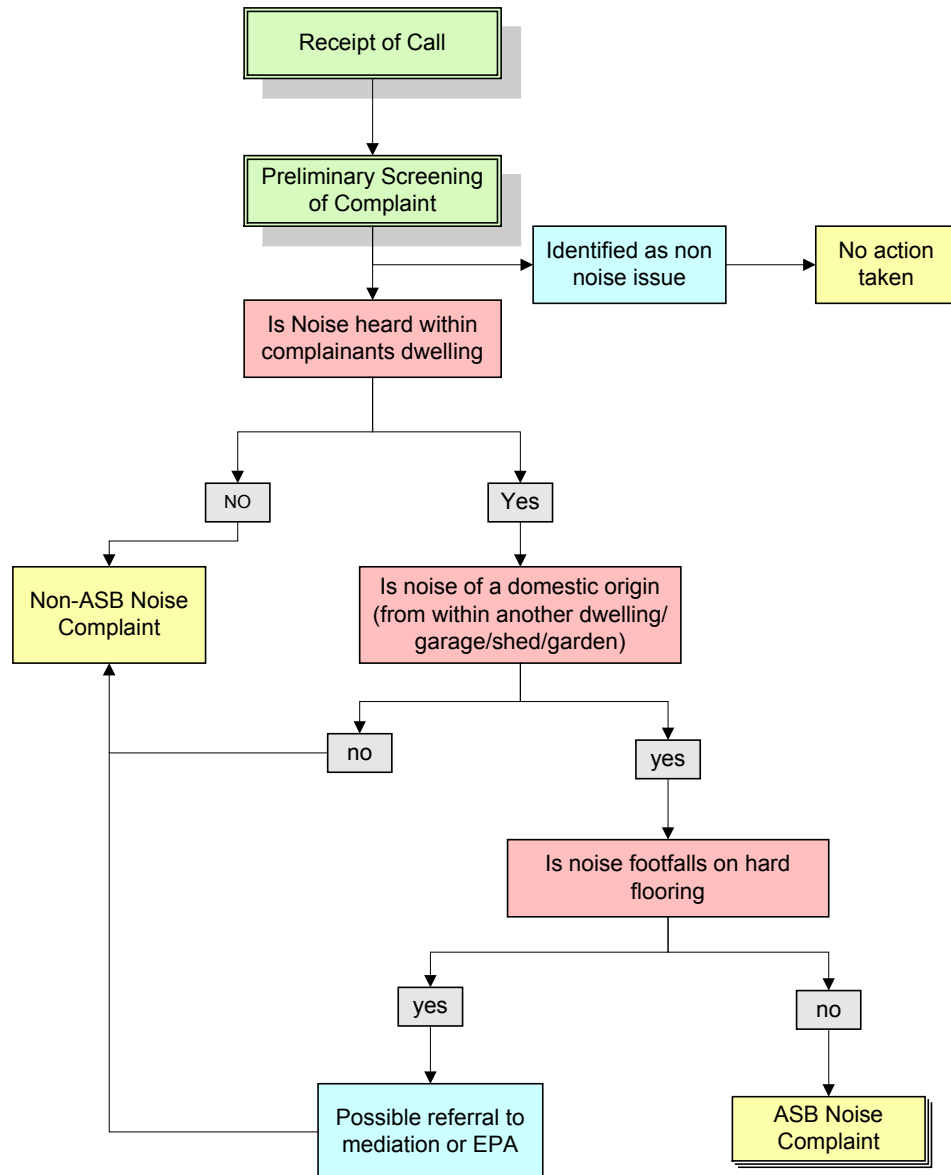 Receipt of Call
Preliminary Screening
of Complaint
Identified as non
noise issue
No action
taken
Is Noise heard within
complainants dwelling
NO
Yes
Non-ASB Noise
Complaint
Is noise of a domestic origin
(from within another dwelling/
garage/shed/garden)
no
yes
Is noise footfalls on hard
flooring
yes
no
Possible referral to
mediation or EPA
ASB Noise
Complaint